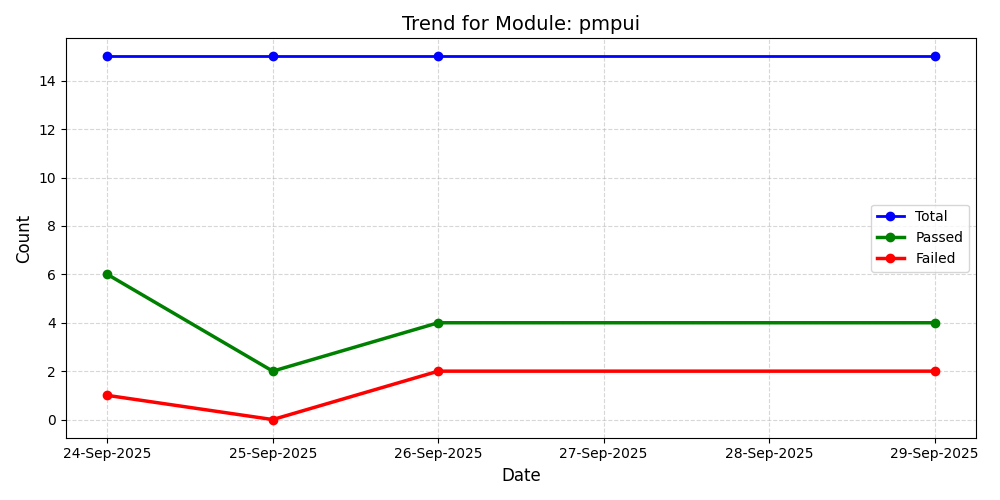 Trend for Module: pmpui
Count
14
12
10
8
6
4
2
0
Total
Passed
Failed
24-Sep-2025 25-Sep-2025 26-Sep-2025 27-Sep-2025 28-Sep-2025 29-Sep-2025
Date